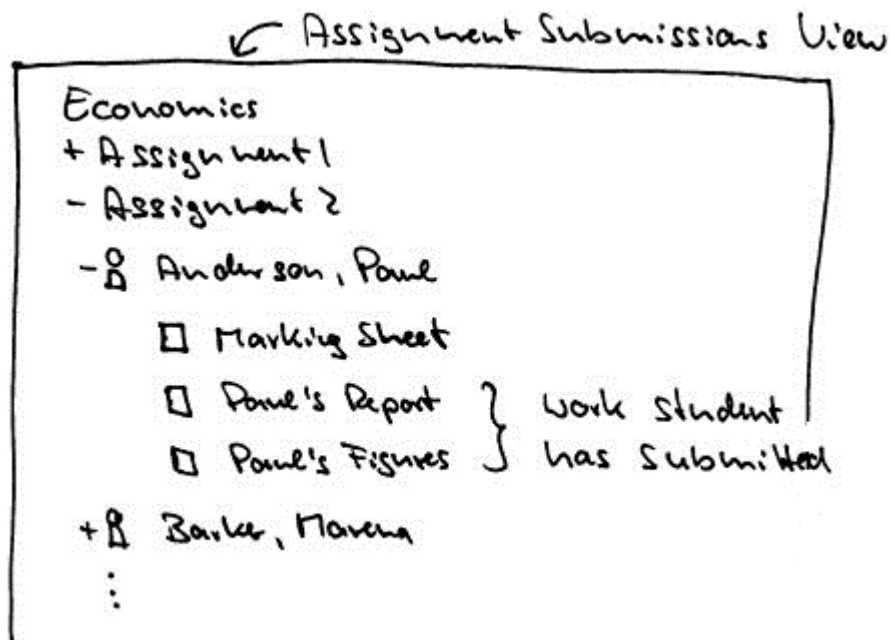 Assignment Submissions View
Economics
+ Assignment 1
- Assignment 2
- Anderson, Paul
Marking Sheet
Paul's Report } work student
Paul's Figures has submitted
+ Barker, Marena
⋮